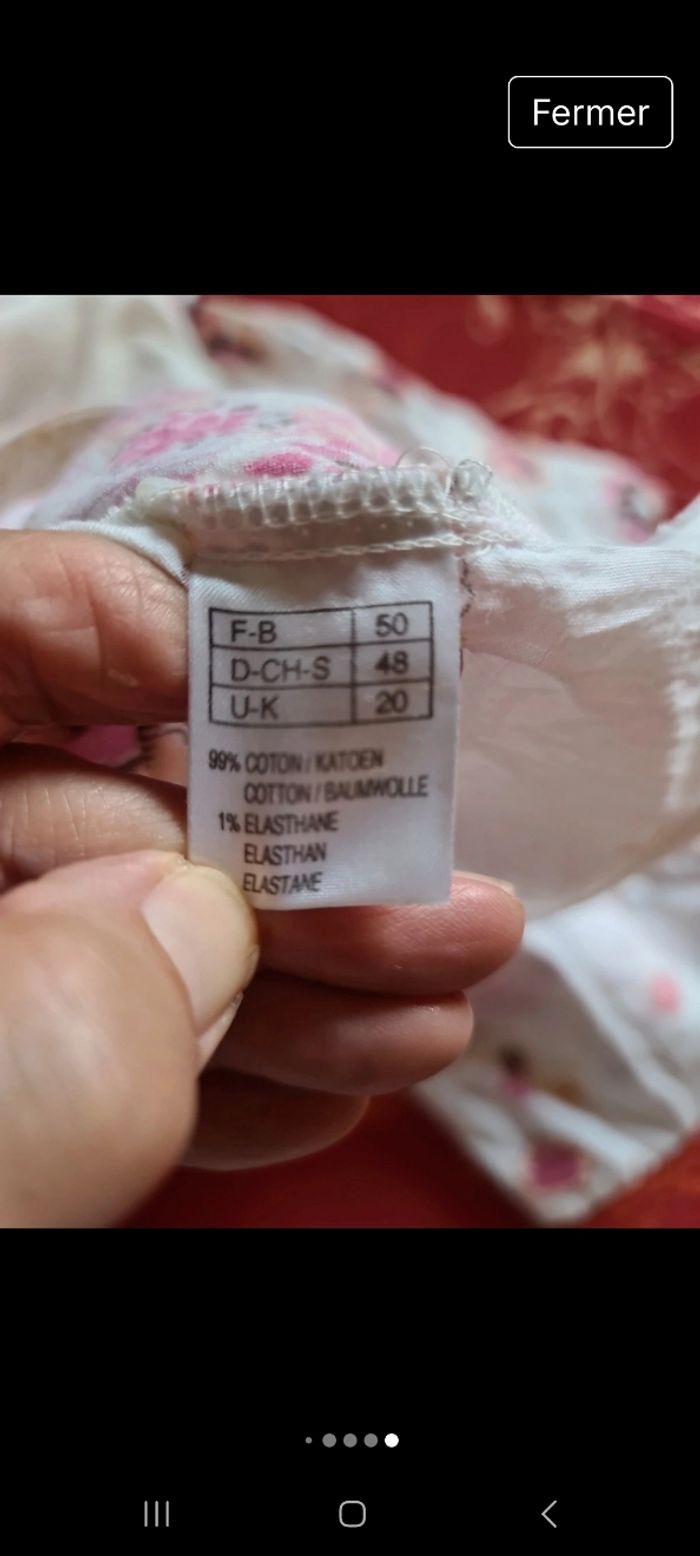 Fermer
F-B 50
D-CH-S 48
U-K 20
99% COTON / KATOEN
COTTON / BAUMWOLLE
1% ELASTHANE
ELASTHAN
ELASTANE